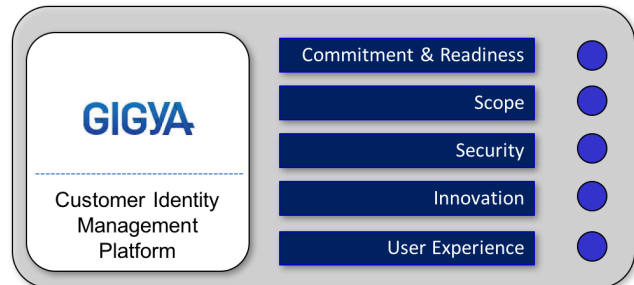 GIGYA
Customer Identity
Management
Platform
Commitment & Readiness
Scope
Security
Innovation
User Experience